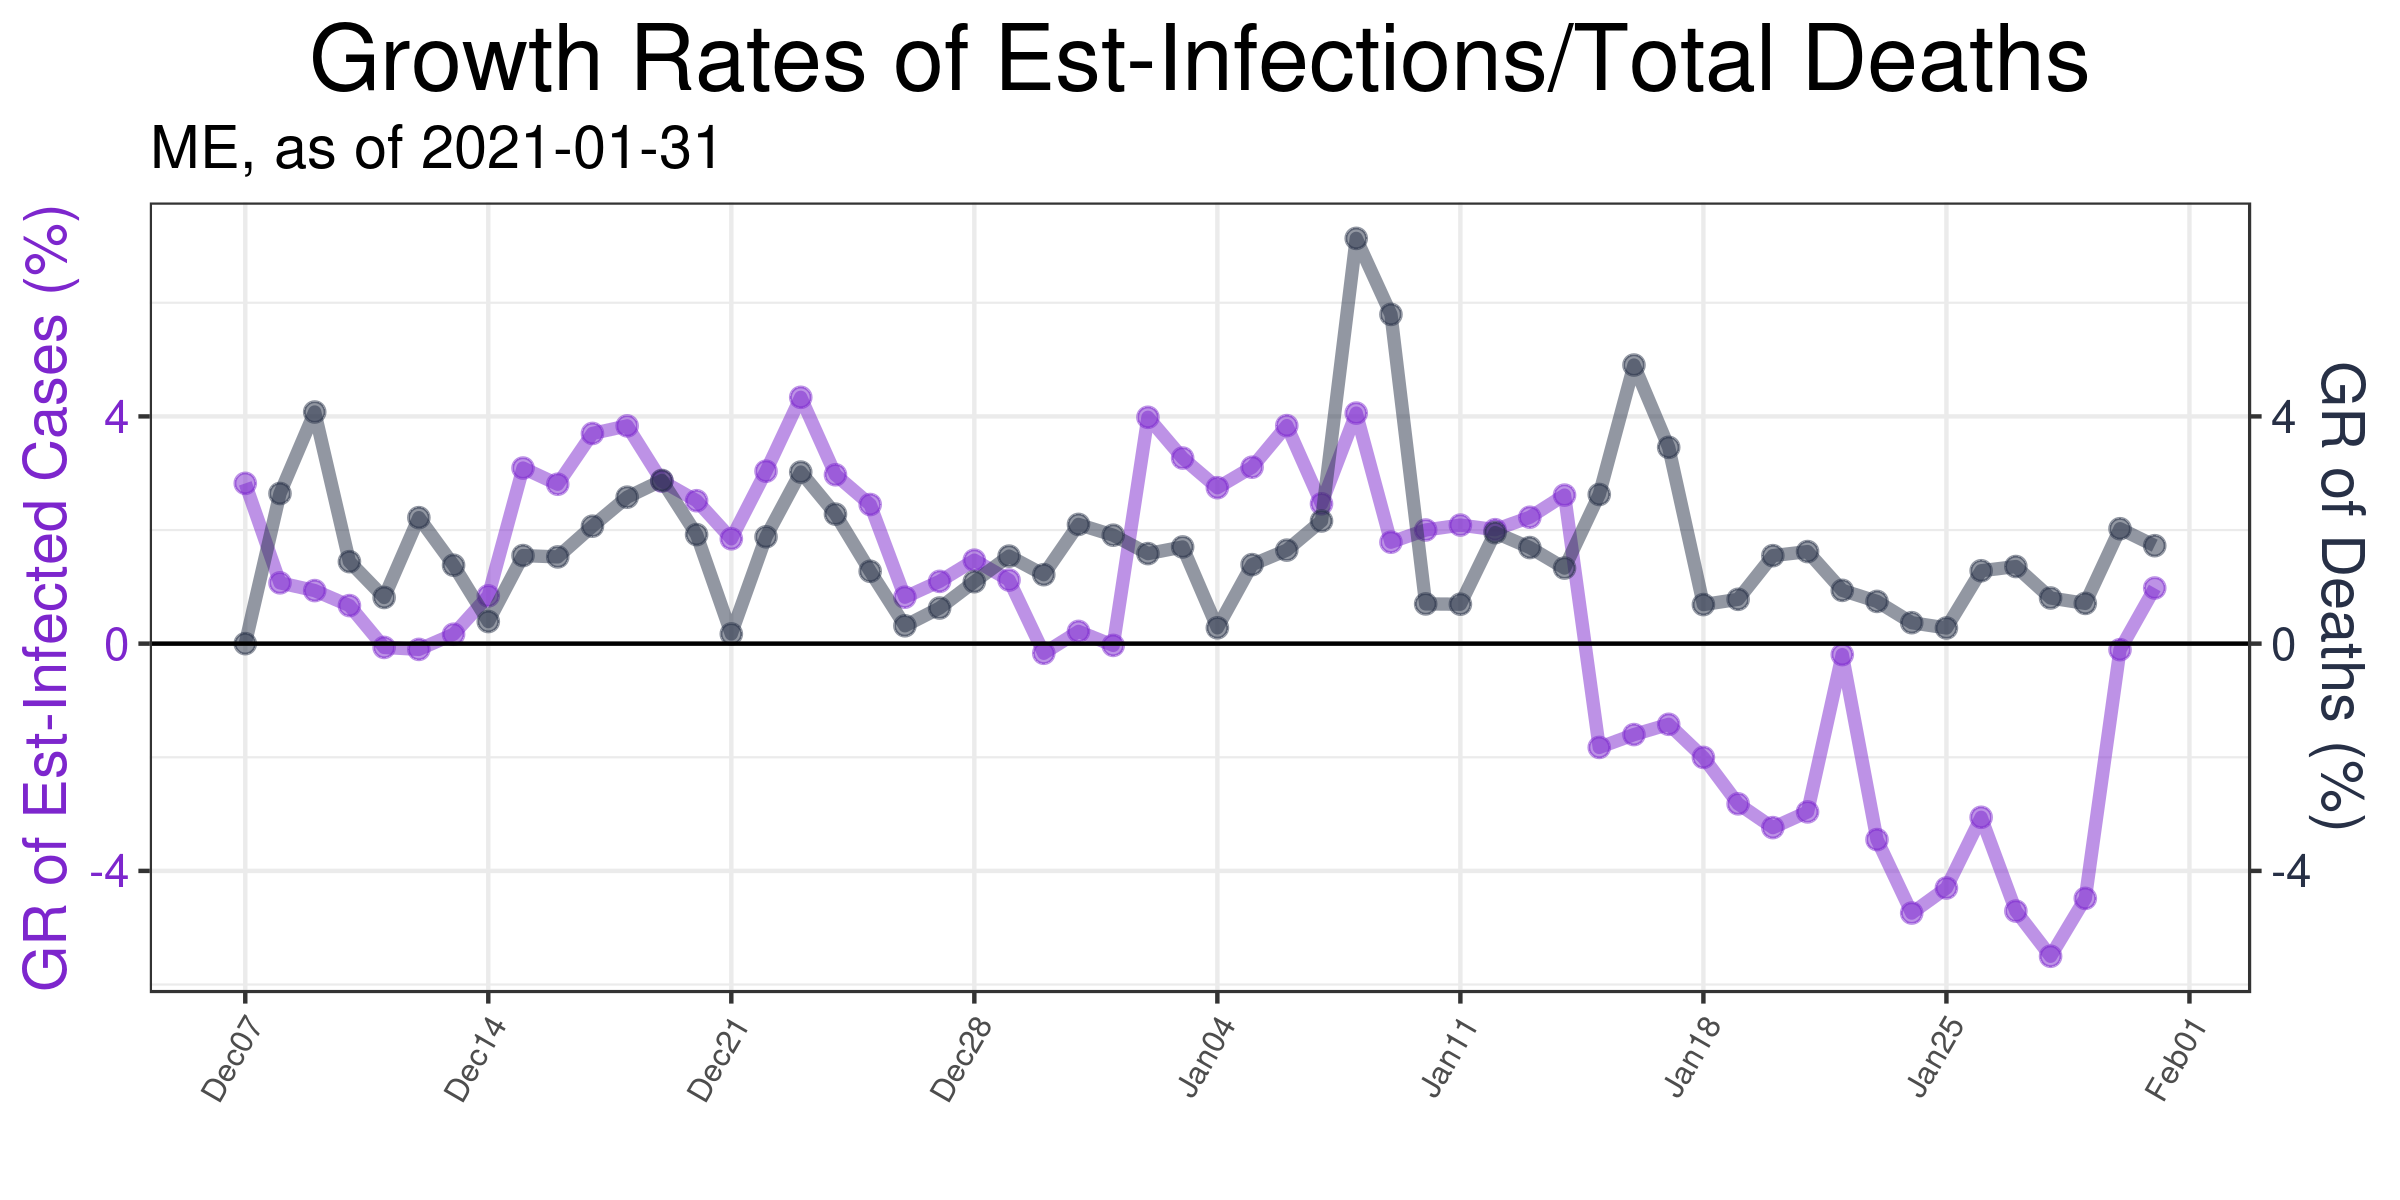 Growth Rates of Est-Infections/Total Deaths
ME, as of 2021-01-31
GR of Est-Infected Cases (%)
4
0
-4
GR of Deaths (%)
4
0
-4
Dec07
Dec14
Dec21
Dec28
Jan04
Jan11
Jan18
Jan25
Feb01